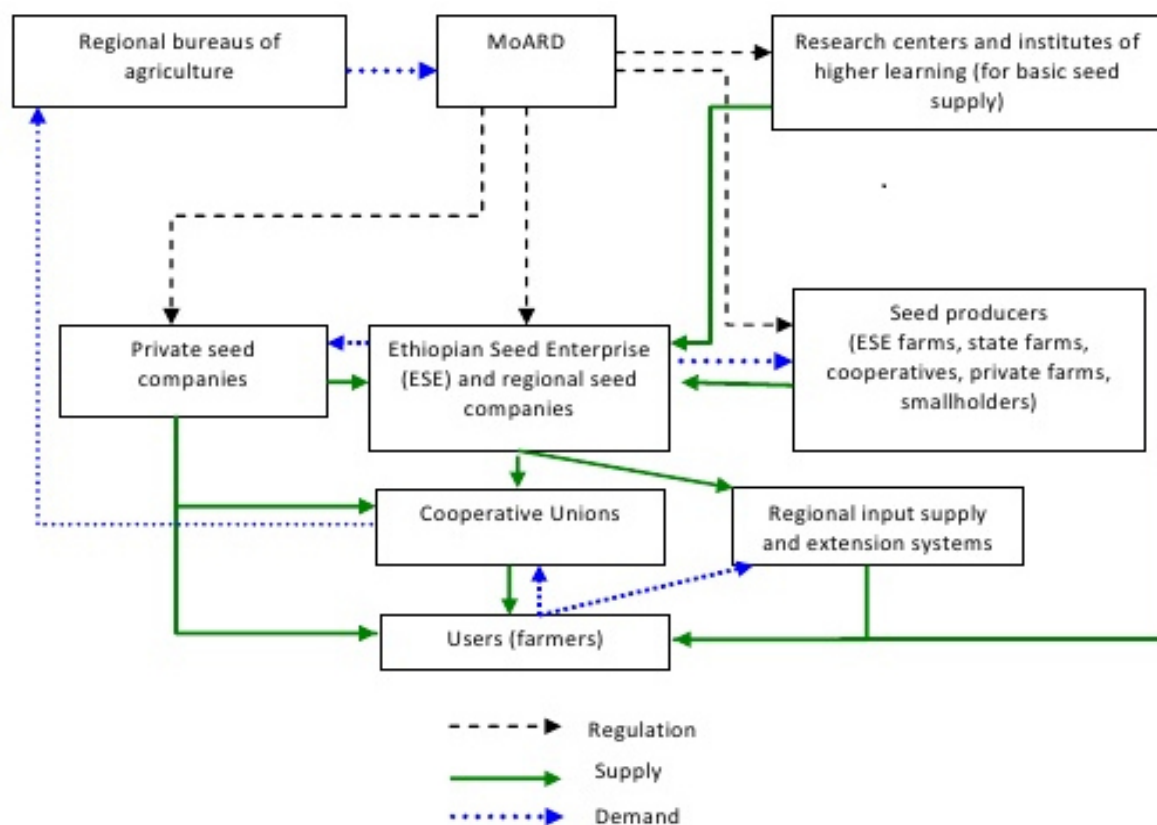 Regional bureaus of
agriculture
MoARD
Research centers and institutes of
higher learning (for basic seed
supply)
Private seed
companies
Ethiopian Seed Enterprise
(ESE) and regional seed
companies
Seed producers
(ESE farms, state farms,
cooperatives, private farms,
smallholders)
Cooperative Unions
Regional input supply
and extension systems
Users (farmers)
Regulation
Supply
Demand